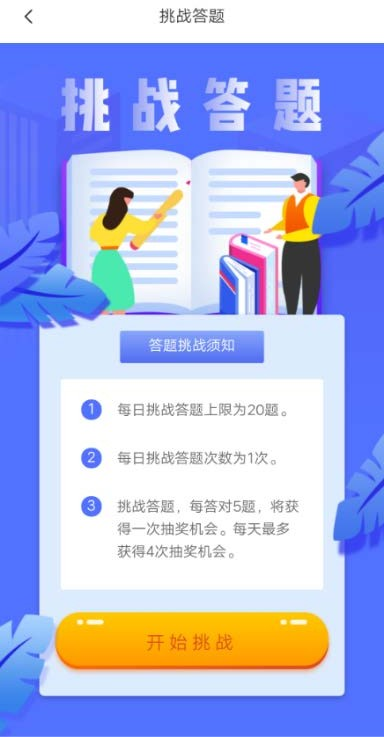 挑战答题
挑战答题
答题挑战须知
1 每日挑战答题上限为20题。
2 每日挑战答题次数为1次。
3 挑战答题，每答对5题，将获
得一次抽奖机会。每天最多
获得4次抽奖机会。
开始挑战